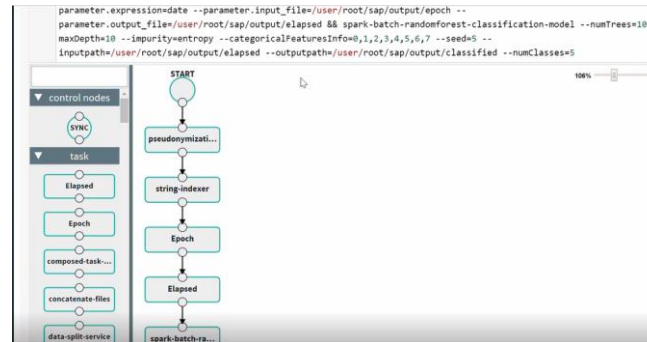 parameter.expression=date --parameter.input_file=/user/root/sap/output/epoch --
parameter.output_file=/user/root/sap/output/elapsed && spark-batch-randomforest-classification-model --numTrees=10
maxDepth=10 --impurity=entropy --categoricalFeaturesInfo=0,1,2,3,4,5,6,7 --seed=5 --
inputpath=/user/root/sap/output/elapsed --outputpath=/user/root/sap/output/classified --numClasses=5
106%
control nodes
SYNC
task
Elapsed
Epoch
composed-task-...
concatenate-files
data-split-service
START
pseudonymizati...
string-indexer
Epoch
Elapsed
spark-batch-ra...